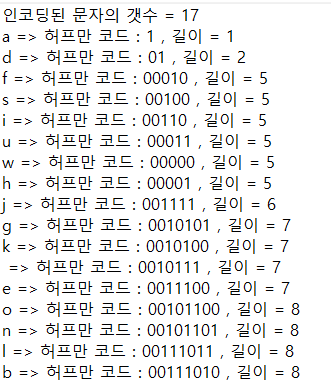 인코딩된 문자의 갯수 = 17
a => 허프만 코드 : 1 , 길이 = 1
d => 허프만 코드 : 01 , 길이 = 2
f => 허프만 코드 : 00010 , 길이 = 5
s => 허프만 코드 : 00100 , 길이 = 5
i => 허프만 코드 : 00110 , 길이 = 5
u => 허프만 코드 : 00011 , 길이 = 5
w => 허프만 코드 : 00000 , 길이 = 5
h => 허프만 코드 : 00001 , 길이 = 5
j => 허프만 코드 : 001111 , 길이 = 6
g => 허프만 코드 : 0010101 , 길이 = 7
k => 허프만 코드 : 0010100 , 길이 = 7
 => 허프만 코드 : 0010111 , 길이 = 7
e => 허프만 코드 : 0011100 , 길이 = 7
o => 허프만 코드 : 00101100 , 길이 = 8
n => 허프만 코드 : 00101101 , 길이 = 8
l => 허프만 코드 : 00111011 , 길이 = 8
b => 허프만 코드 : 00111010 , 길이 = 8